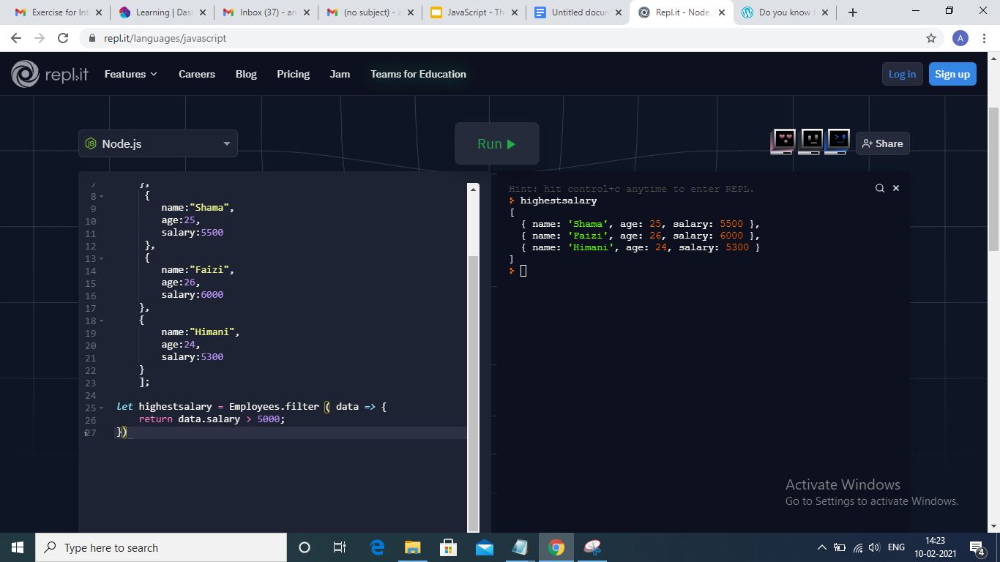 Exercise for Int
Learning | Das
Inbox (37) - an
(no subject) - a
JavaScript - Th
Untitled docun
Repl.it - Node.
Do you know f
repl.it/languages/javascript
A
repl.it
Features
Careers
Blog
Pricing
Jam
Teams for Education
Log in
Sign up
Node.js
Run
Share
7 },
8 {
9 name:"Shama",
10 age:25,
11 salary:5500
12 },
13 {
14 name:"Faizi",
15 age:26,
16 salary:6000
17 },
18 {
19 name:"Himani",
20 age:24,
21 salary:5300
22 }
23 ];
24
25 let highestsalary = Employees.filter ( data => {
26 return data.salary > 5000;
27 })
Hint: hit control+c anytime to enter REPL.
highestsalary
[
{ name: 'Shama', age: 25, salary: 5500 },
{ name: 'Faizi', age: 26, salary: 6000 },
{ name: 'Himani', age: 24, salary: 5300 }
]
Activate Windows
Go to Settings to activate Windows.
Type here to search
ENG
14:23
10-02-2021
4